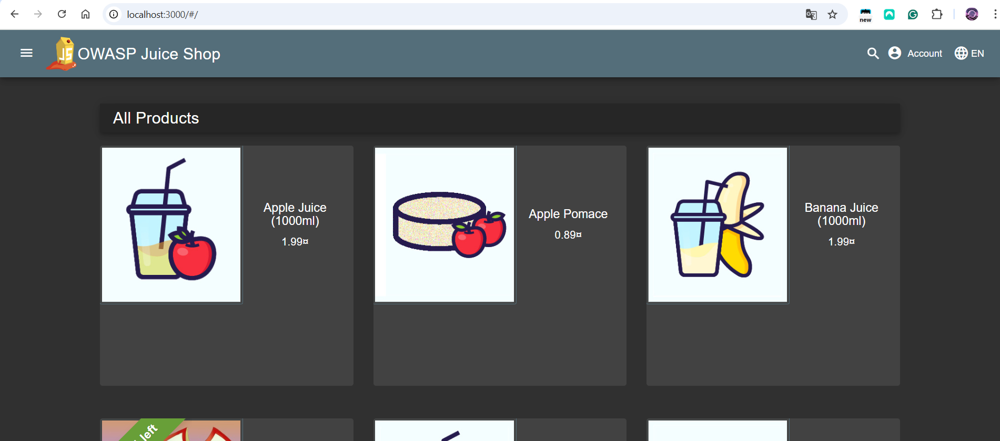 localhost:3000/#/
new
JS
OWASP Juice Shop
Account
EN
All Products
Apple Juice
(1000ml)
1.99¤
Apple Pomace
0.89¤
Banana Juice
(1000ml)
1.99¤
left